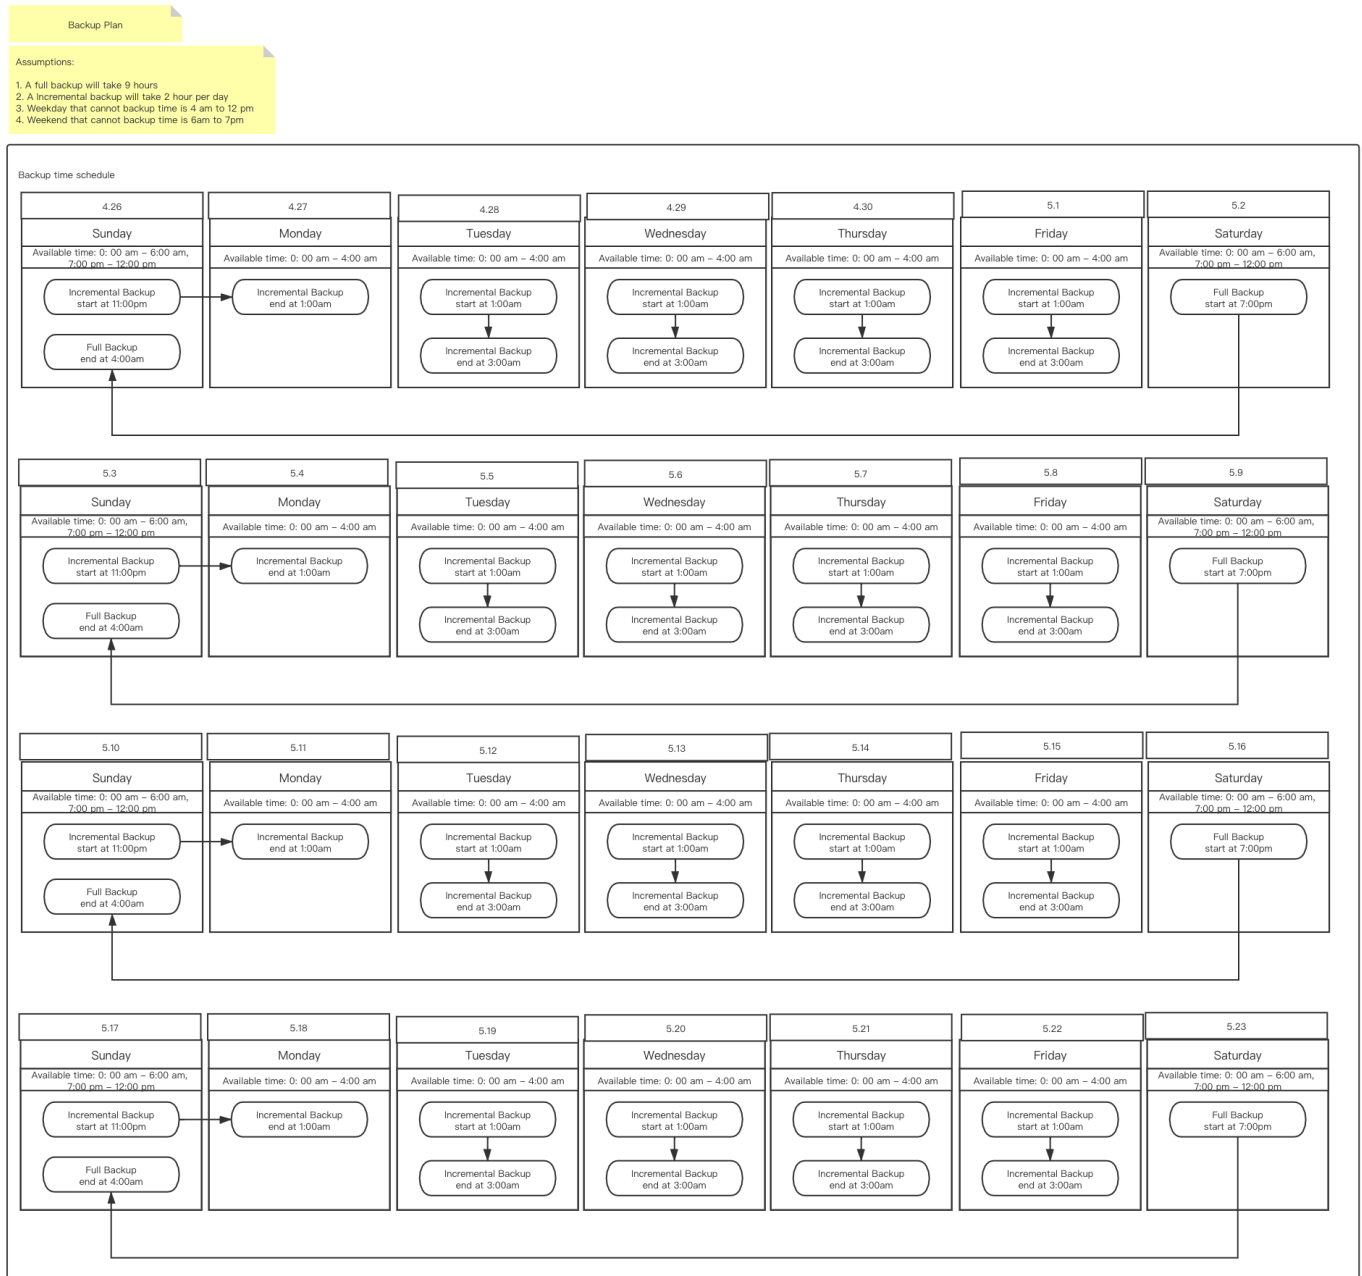 Backup Plan
Assumptions:
1. A full backup will take 9 hours
2. A Incremental backup will take 2 hour per day
3. Weekday that cannot backup time is 4 am to 12 pm
4. Weekend that cannot backup time is 6am to 7pm
Backup time schedule
4.26
4.27
4.28
4.29
4.30
5.1
5.2
Sunday
Monday
Tuesday
Wednesday
Thursday
Friday
Saturday
Available time: 0: 00 am – 6:00 am,
7:00 pm – 12:00 pm
Available time: 0: 00 am – 4:00 am
Available time: 0: 00 am – 4:00 am
Available time: 0: 00 am – 4:00 am
Available time: 0: 00 am – 4:00 am
Available time: 0: 00 am – 4:00 am
Available time: 0: 00 am – 6:00 am,
7:00 pm – 12:00 pm
Incremental Backup
start at 11:00pm
Incremental Backup
end at 1:00am
Incremental Backup
start at 1:00am
Incremental Backup
start at 1:00am
Incremental Backup
start at 1:00am
Incremental Backup
start at 1:00am
Full Backup
start at 7:00pm
Full Backup
end at 4:00am
Incremental Backup
end at 3:00am
Incremental Backup
end at 3:00am
Incremental Backup
end at 3:00am
Incremental Backup
end at 3:00am
5.3
5.4
5.5
5.6
5.7
5.8
5.9
Sunday
Monday
Tuesday
Wednesday
Thursday
Friday
Saturday
Available time: 0: 00 am – 6:00 am,
7:00 pm – 12:00 pm
Available time: 0: 00 am – 4:00 am
Available time: 0: 00 am – 4:00 am
Available time: 0: 00 am – 4:00 am
Available time: 0: 00 am – 4:00 am
Available time: 0: 00 am – 4:00 am
Available time: 0: 00 am – 6:00 am,
7:00 pm – 12:00 pm
Incremental Backup
start at 11:00pm
Incremental Backup
end at 1:00am
Incremental Backup
start at 1:00am
Incremental Backup
start at 1:00am
Incremental Backup
start at 1:00am
Incremental Backup
start at 1:00am
Full Backup
start at 7:00pm
Full Backup
end at 4:00am
Incremental Backup
end at 3:00am
Incremental Backup
end at 3:00am
Incremental Backup
end at 3:00am
Incremental Backup
end at 3:00am
5.10
5.11
5.12
5.13
5.14
5.15
5.16
Sunday
Monday
Tuesday
Wednesday
Thursday
Friday
Saturday
Available time: 0: 00 am – 6:00 am,
7:00 pm – 12:00 pm
Available time: 0: 00 am – 4:00 am
Available time: 0: 00 am – 4:00 am
Available time: 0: 00 am – 4:00 am
Available time: 0: 00 am – 4:00 am
Available time: 0: 00 am – 4:00 am
Available time: 0: 00 am – 6:00 am,
7:00 pm – 12:00 pm
Incremental Backup
start at 11:00pm
Incremental Backup
end at 1:00am
Incremental Backup
start at 1:00am
Incremental Backup
start at 1:00am
Incremental Backup
start at 1:00am
Incremental Backup
start at 1:00am
Full Backup
start at 7:00pm
Full Backup
end at 4:00am
Incremental Backup
end at 3:00am
Incremental Backup
end at 3:00am
Incremental Backup
end at 3:00am
Incremental Backup
end at 3:00am
5.17
5.18
5.19
5.20
5.21
5.22
5.23
Sunday
Monday
Tuesday
Wednesday
Thursday
Friday
Saturday
Available time: 0: 00 am – 6:00 am,
7:00 pm – 12:00 pm
Available time: 0: 00 am – 4:00 am
Available time: 0: 00 am – 4:00 am
Available time: 0: 00 am – 4:00 am
Available time: 0: 00 am – 4:00 am
Available time: 0: 00 am – 4:00 am
Available time: 0: 00 am – 6:00 am,
7:00 pm – 12:00 pm
Incremental Backup
start at 11:00pm
Incremental Backup
end at 1:00am
Incremental Backup
start at 1:00am
Incremental Backup
start at 1:00am
Incremental Backup
start at 1:00am
Incremental Backup
start at 1:00am
Full Backup
start at 7:00pm
Full Backup
end at 4:00am
Incremental Backup
end at 3:00am
Incremental Backup
end at 3:00am
Incremental Backup
end at 3:00am
Incremental Backup
end at 3:00am